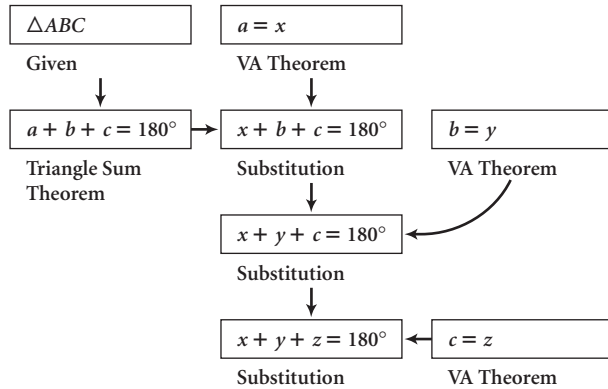 △ABC
a = x
Given
VA Theorem
a + b + c = 180°
x + b + c = 180°
b = y
Triangle Sum
Theorem
Substitution
VA Theorem
x + y + c = 180°
Substitution
x + y + z = 180°
c = z
Substitution
VA Theorem